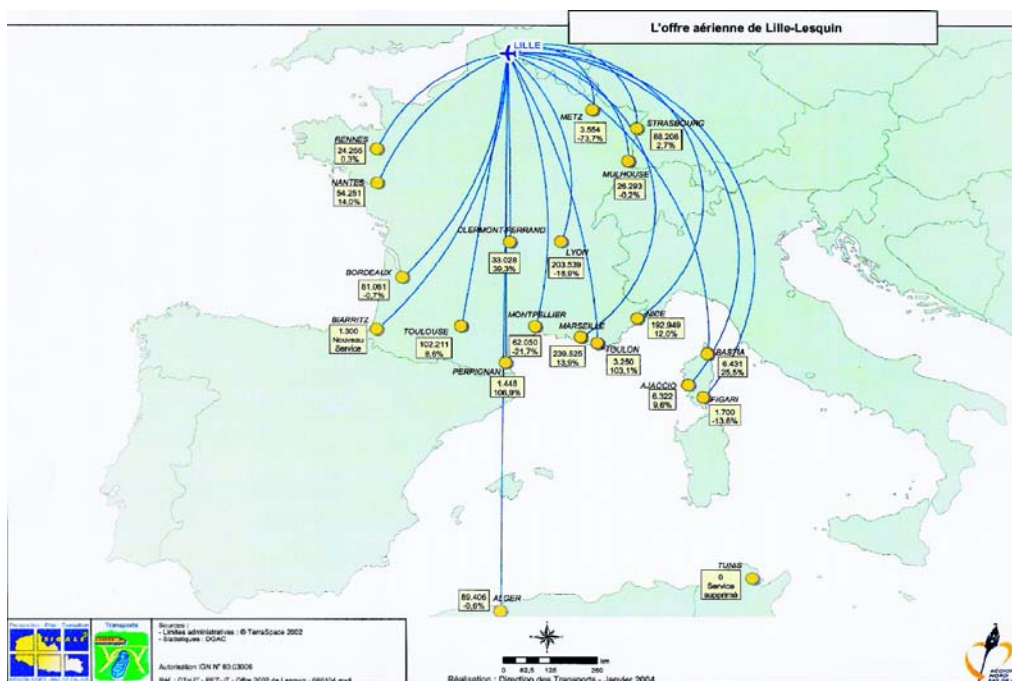 L'offre aérienne de Lille-Lesquin
LILLE
METZ
3.554
-73,7%
STRASBOURG
68.206
2,7%
RENNES
24.256
0,3%
MULHOUSE
26.293
-0,2%
NANTES
54.251
14,0%
CLERMONT-FERRAND
33.028
39,3%
LYON
203.539
-18,9%
BORDEAUX
61.061
-0,7%
BIARRITZ
1.300
Nouveau
Service
TOULOUSE
102.211
8,6%
MONTPELLIER
62.050
-21,7%
MARSEILLE
239.525
13,9%
NICE
192.949
12,0%
TOULON
3.250
103,1%
PERPIGNAN
1.448
106,9%
BASTIA
6.431
25,5%
AJACCIO
6.322
9,6%
FIGARI
1.700
-13,6%
TUNIS
0
Service
supprimé
ALGER
89.406
-0,6%
Transports
Sources :
- Limites administratives : © TerraSpace 2002
- Statistiques : DGAC
Autorisation IGN N° 60.03006
0 62,5 125 250 km
Réalisation : Direction des Transports - Janvier 2004
RÉGION
NORD